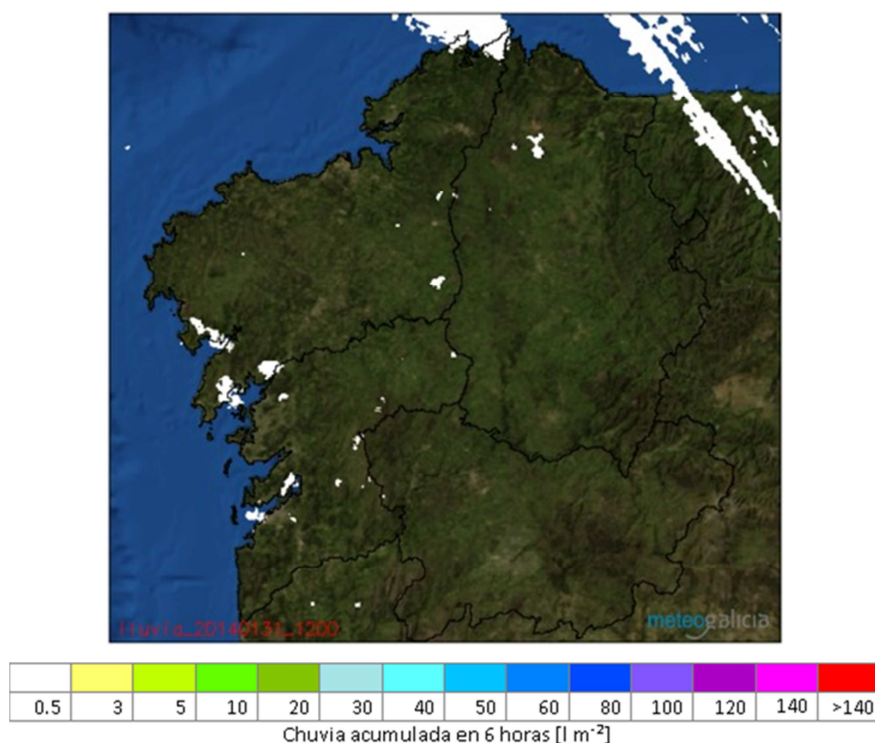 lluvia_20140131_1200
meteogalicia
0.5 3 5 10 20 30 40 50 60 80 100 120 140 >140
Chuvia acumulada en 6 horas [l m⁻²]